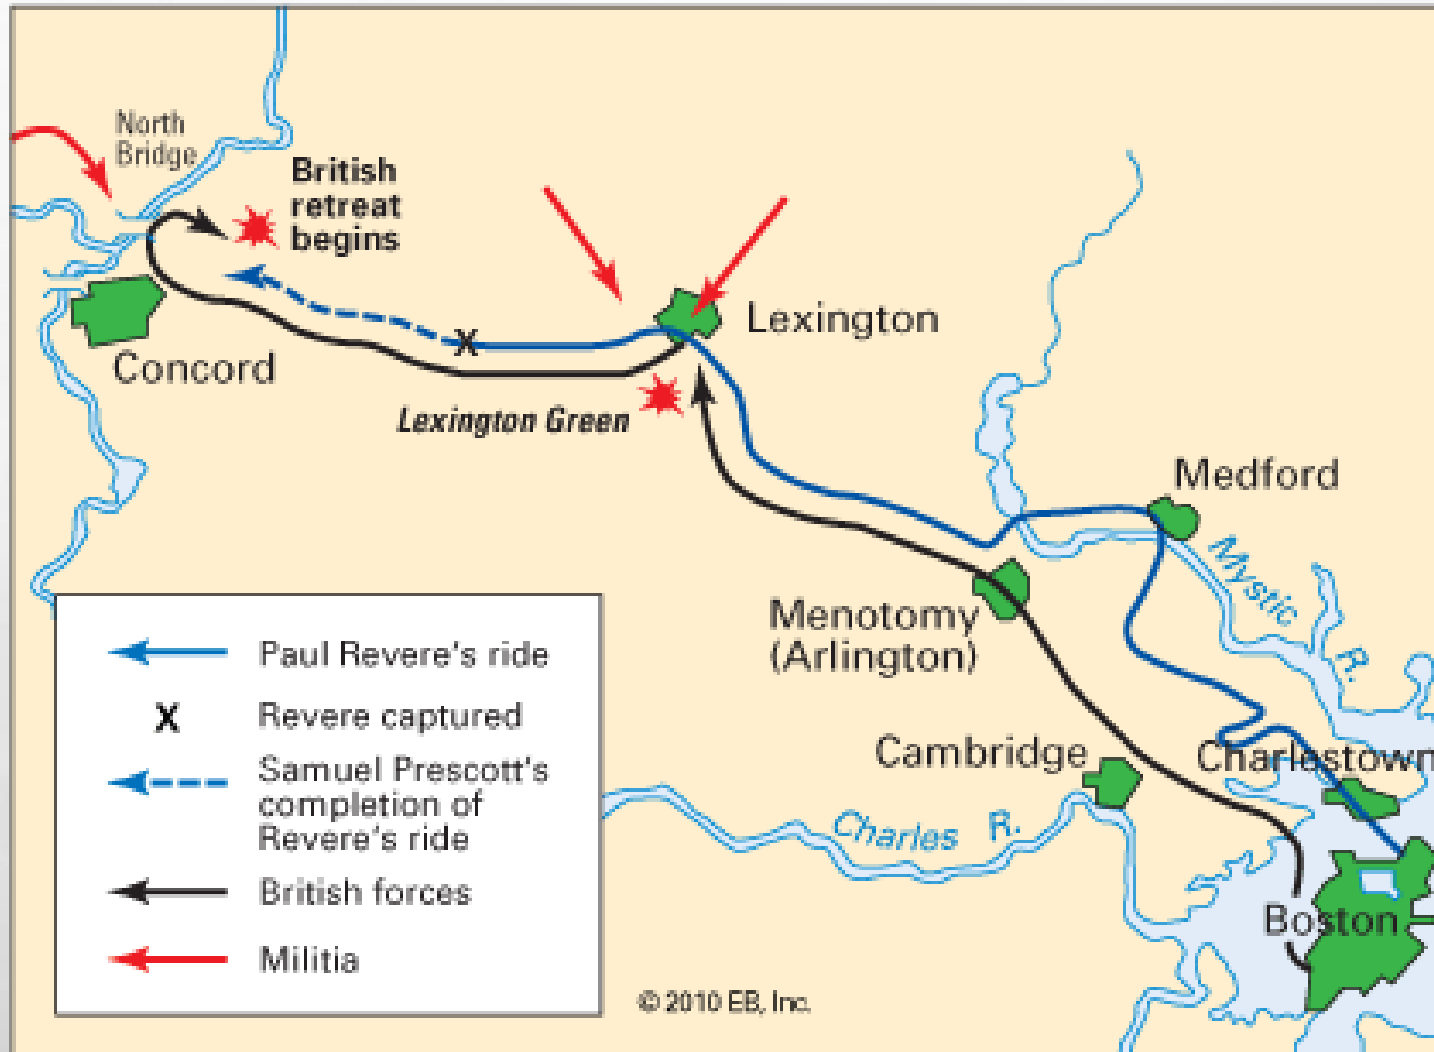 North
Bridge
British
retreat
begins
Lexington
Concord
Lexington Green
Medford
Mystic
R.
Menotomy
(Arlington)
Cambridge
Charlestown
Charles R.
Boston
Paul Revere's ride
X
Revere captured
Samuel Prescott's
completion of
Revere's ride
British forces
Militia
© 2010 EB, Inc.
X